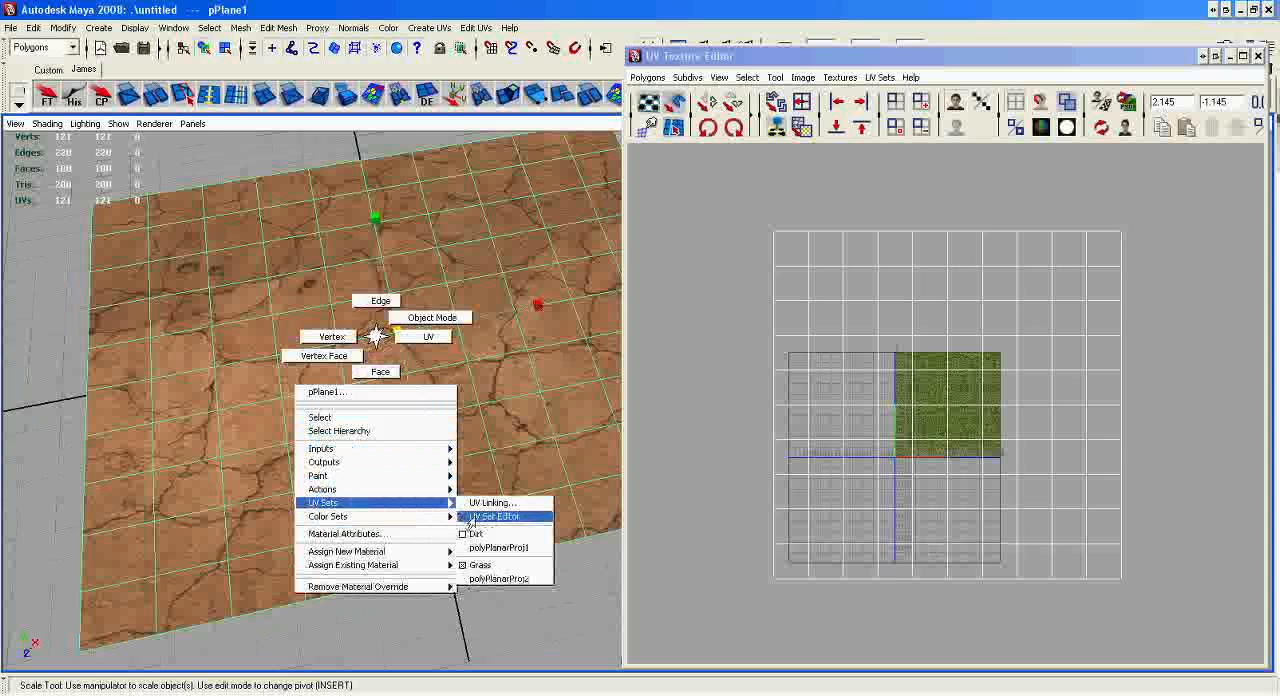 Autodesk Maya 2008: .\untitled --- pPlane1
File Edit Modify Create Display Window Select Mesh Edit Mesh Proxy Normals Color Create UVs Edit UVs Help
Polygons
UV Texture Editor
Custom James
Polygons Subdivs View Select Tool Image Textures UV Sets Help
FT His CP DE
2.145 -1.145 0.0
View Shading Lighting Show Renderer Panels
Verts: 121 121 0
Edges: 220 220 0
Faces: 100 100 0
Tris: 200 200 0
UVs: 121 121 0
Edge
Object Mode
Vertex UV
Vertex Face
Face
pPlane1...
Select
Select Hierarchy
Inputs
Outputs
Paint
Actions
UV Sets
UV Linking...
Color Sets
UV Set Editor
Material Attributes...
Dirt
Assign New Material
polyPlanarProj1
Assign Existing Material
Grass
Remove Material Override
polyPlanarProj2
Scale Tool: Use manipulator to scale object(s). Use edit mode to change pivot (INSERT)